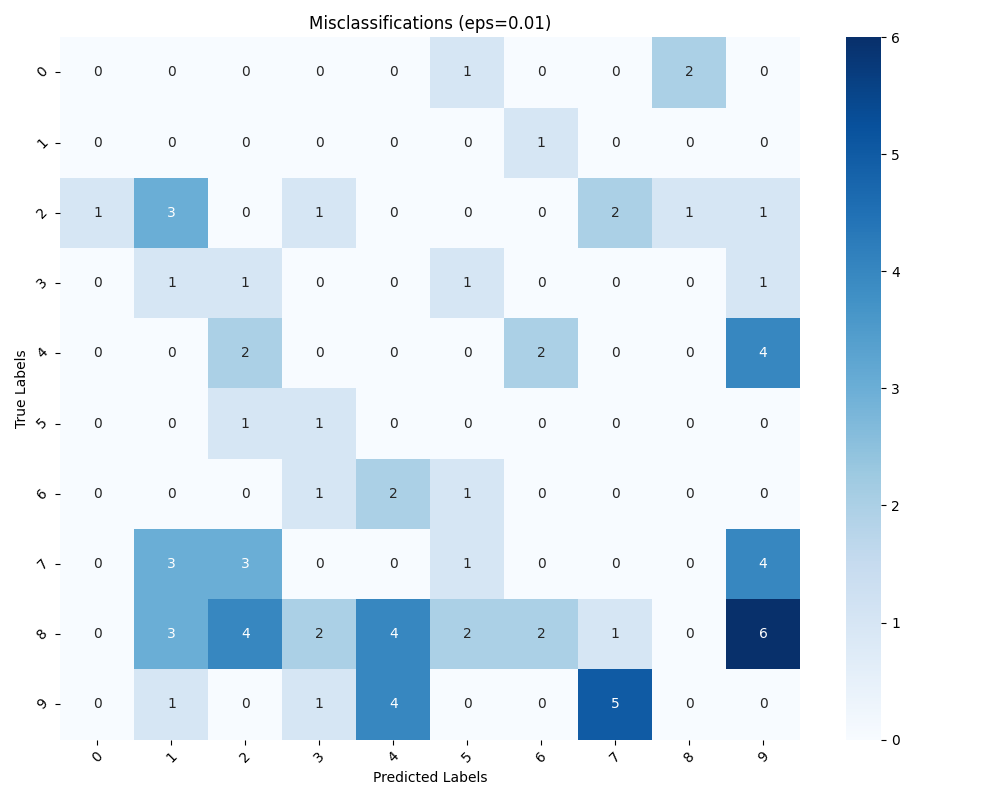 Misclassifications (eps=0.01)
0 0 0 0 0 0 1 0 0 2 0
1 0 0 0 0 0 0 1 0 0 0
2 1 3 0 1 0 0 0 2 1 1
3 0 1 1 0 0 1 0 0 0 1
4 0 0 2 0 0 0 2 0 0 4
5 0 0 1 1 0 0 0 0 0 0
6 0 0 0 1 2 1 0 0 0 0
7 0 3 3 0 0 1 0 0 0 4
8 0 3 4 2 4 2 2 1 0 6
9 0 1 0 1 4 0 0 5 0 0
0 1 2 3 4 5 6 7 8 9
Predicted Labels
True Labels
6
5
4
3
2
1
0